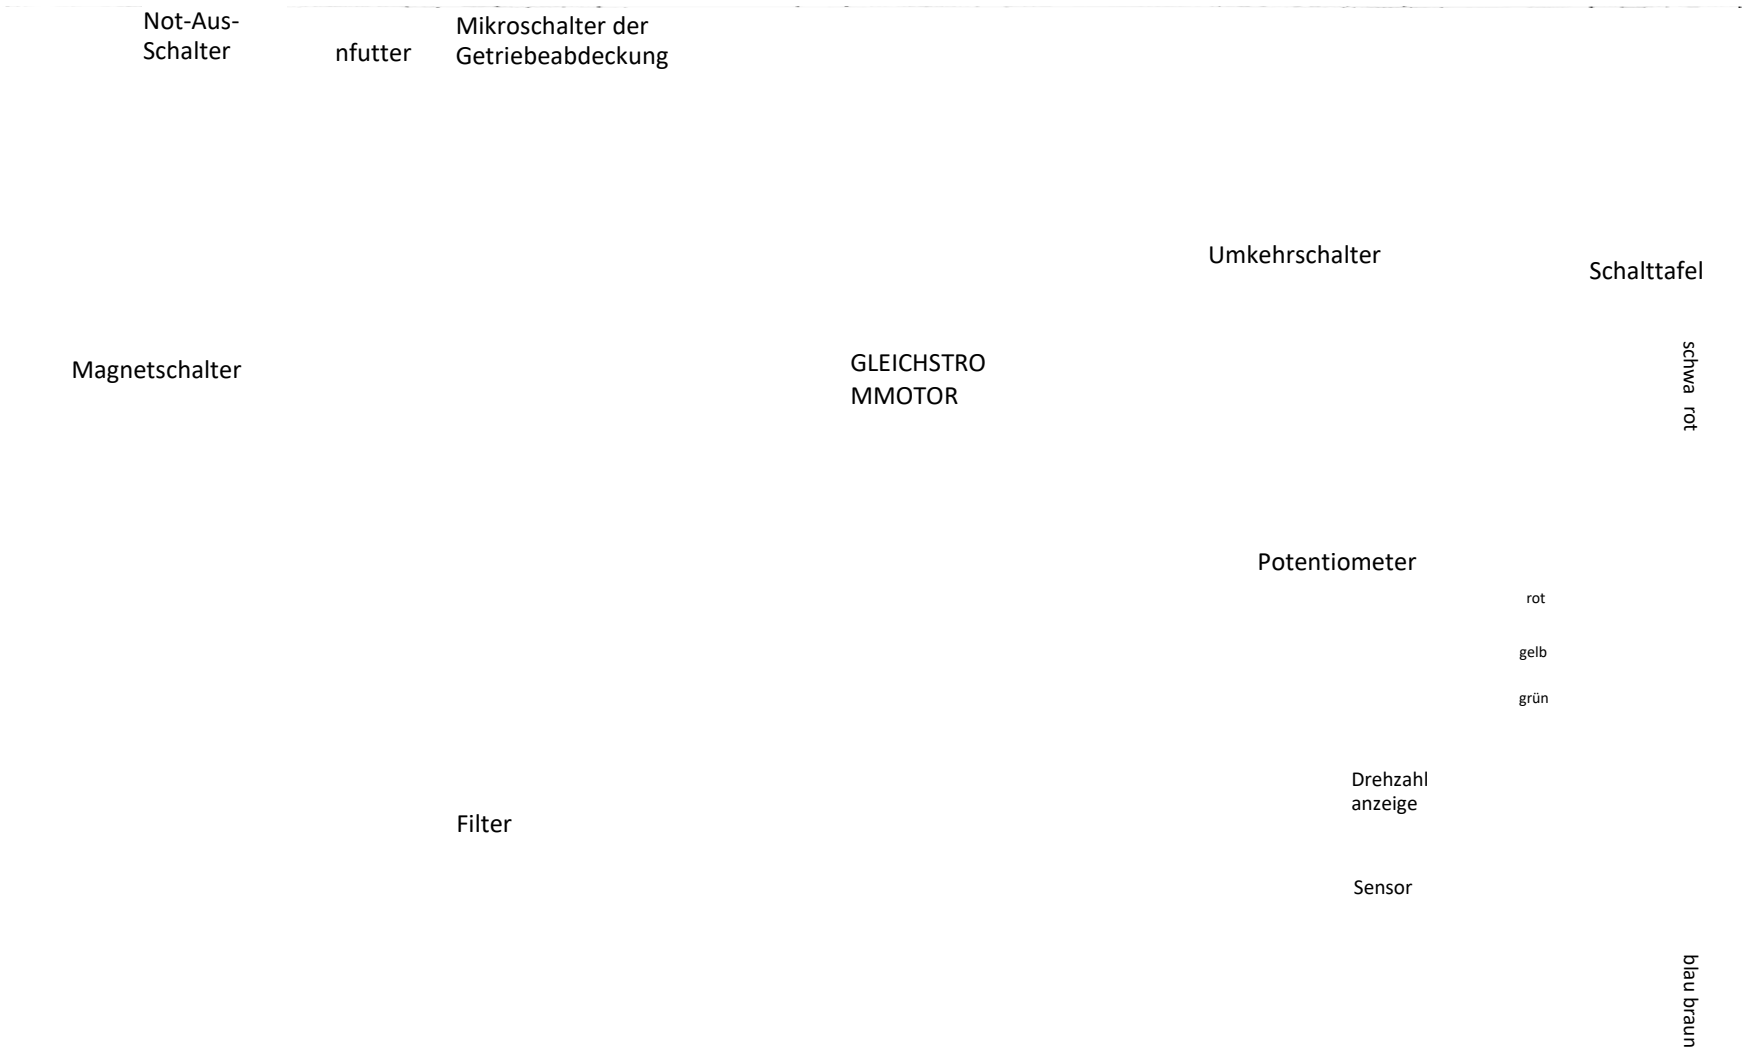 Not-Aus-
Schalter
nfutter
Mikroschalter der
Getriebeabdeckung
Umkehrschalter
Schalttafel
Magnetschalter
GLEICHSTRO
MMOTOR
schwa rot
Potentiometer
rot
gelb
grün
Drehzahl
anzeige
Filter
Sensor
blau braun